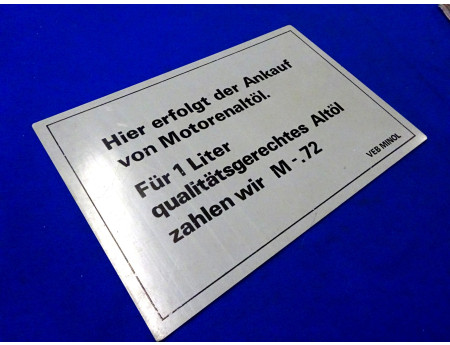 Hier erfolgt der Ankauf
von Motorenaltöl.
Für 1 Liter
qualitätsgerechtes Altöl
zahlen wir M -.72
VEB MINOL